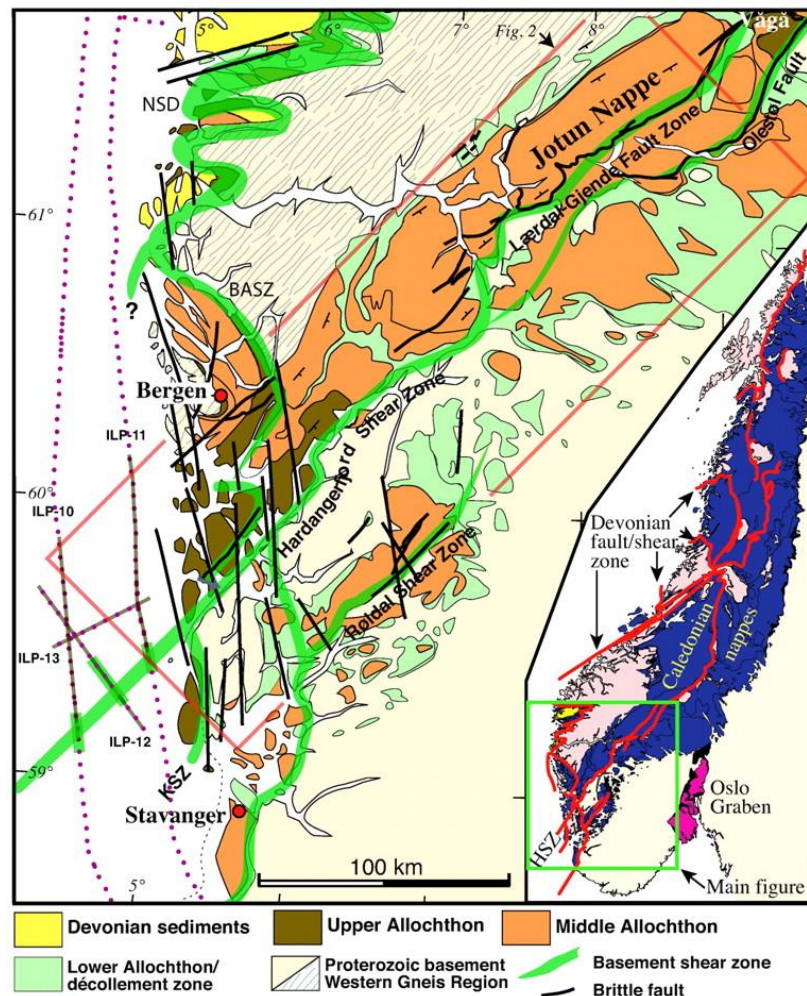 5°
6°
7°
8°
Fig. 2
Vågå
NSD
Jotun Nappe
Olestøl Fault
Lærdal-Gjende Fault Zone
61°
BASZ
?
Bergen
ILP-11
60°
ILP-10
Hardangerfjord Shear Zone
Røldal Shear Zone
Devonian
fault/shear
zone
Caledonian
nappes
ILP-13
ILP-12
59°
KSZ
Stavanger
Oslo
Graben
HSZ
100 km
5°
Main figure
Devonian sediments
Upper Allochthon
Middle Allochthon
Lower Allochthon/
décollement zone
Proterozoic basement
Western Gneis Region
Basement shear zone
Brittle fault